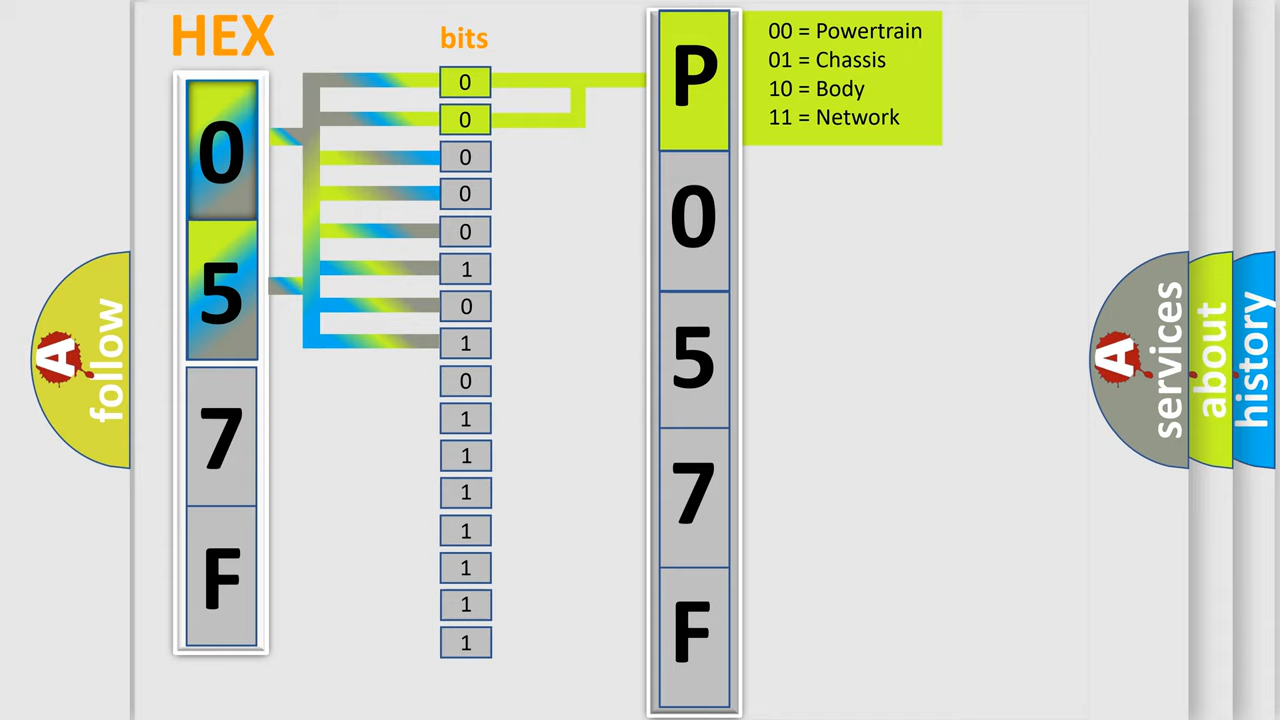 HEX
bits
0
5
7
F
0
0
0
0
0
1
0
1
0
1
1
1
1
1
1
1
P
0
5
7
F
00 = Powertrain
01 = Chassis
10 = Body
11 = Network
A
follow
A
services
about
history